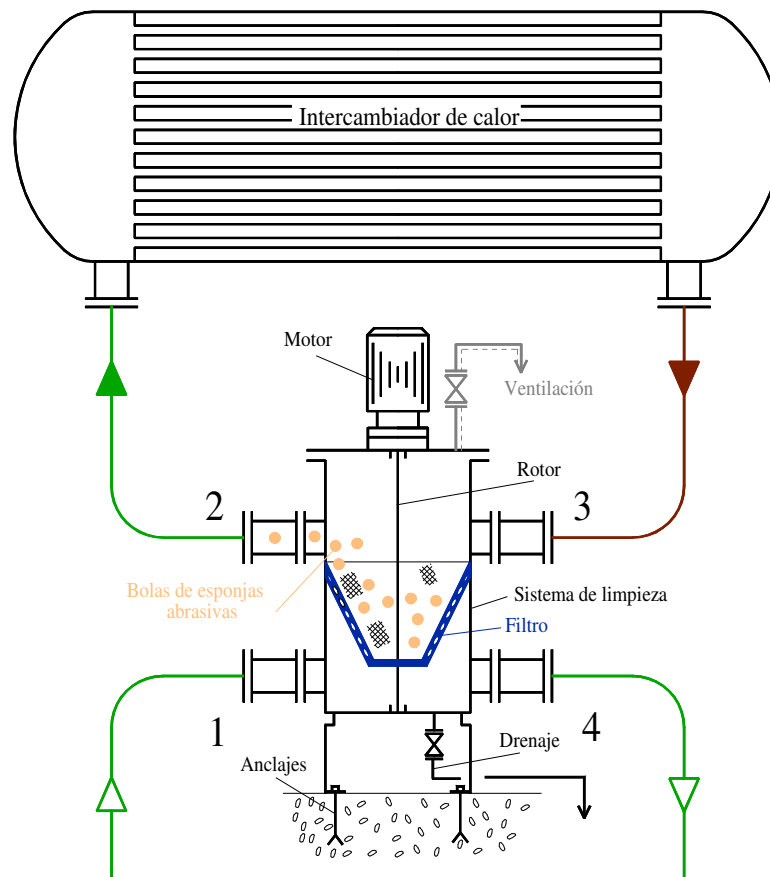 Intercambiador de calor
Motor
Ventilación
Rotor
2
3
Bolas de esponjas
abrasivas
Sistema de limpieza
Filtro
1
4
Drenaje
Anclajes